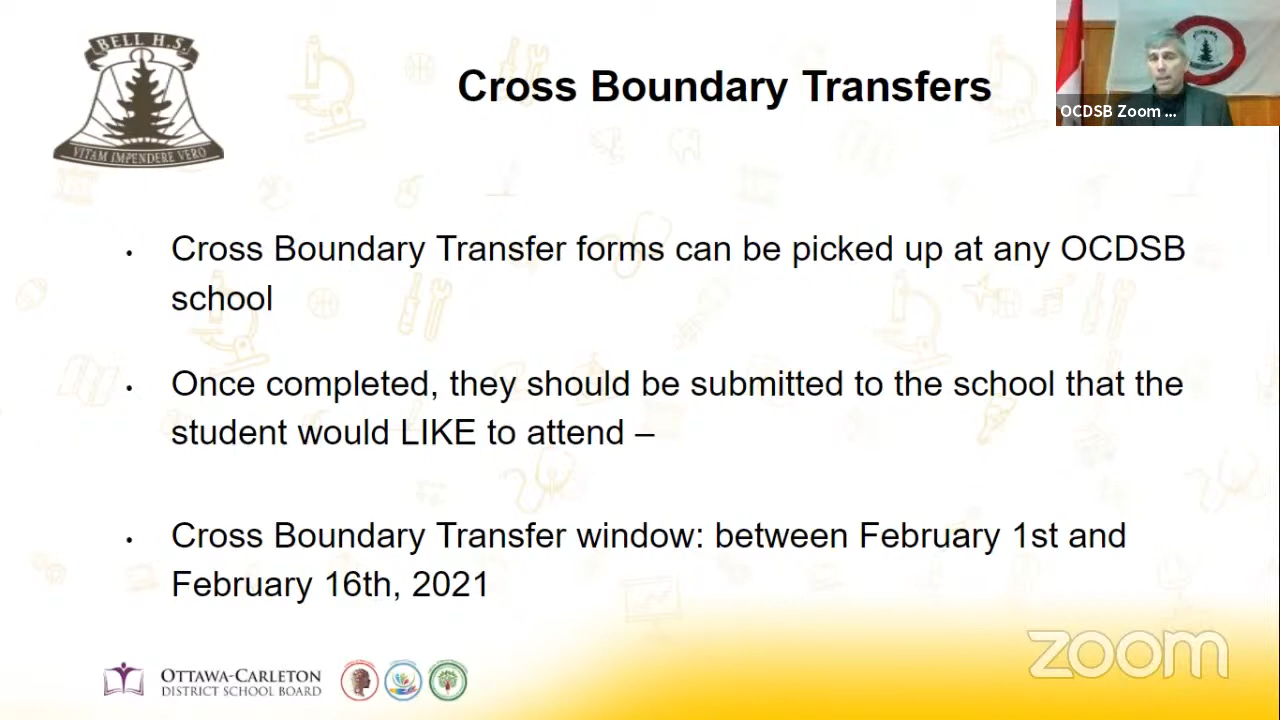 BELL H.S.
VITAM IMPENDERE VERO
Cross Boundary Transfers
OCDSB Zoom ...
• Cross Boundary Transfer forms can be picked up at any OCDSB
school
• Once completed, they should be submitted to the school that the
student would LIKE to attend –
• Cross Boundary Transfer window: between February 1st and
February 16th, 2021
OTTAWA-CARLETON
DISTRICT SCHOOL BOARD
zoom